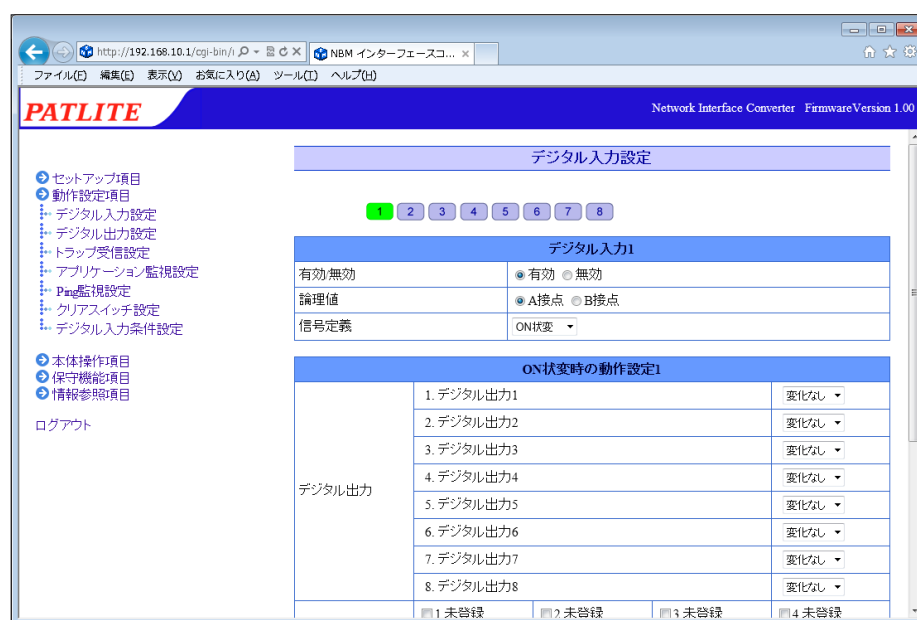 http://192.168.10.1/cgi-bin/
NBM インターフェースコ...
ファイル(F) 編集(E) 表示(V) お気に入り(A) ツール(T) ヘルプ(H)
PATLITE
Network Interface Converter FirmwareVersion 1.00
セットアップ項目
動作設定項目
デジタル入力設定
デジタル出力設定
トラップ受信設定
アプリケーション監視設定
Ping監視設定
クリアスイッチ設定
デジタル入力条件設定
本体操作項目
保守機能項目
情報参照項目
ログアウト
デジタル入力設定
1 2 3 4 5 6 7 8
デジタル入力1
有効/無効 有効 無効
論理値 A接点 B接点
信号定義 ON状変
ON状変時の動作設定1
デジタル出力
1. デジタル出力1 変化なし
2. デジタル出力2 変化なし
3. デジタル出力3 変化なし
4. デジタル出力4 変化なし
5. デジタル出力5 変化なし
6. デジタル出力6 変化なし
7. デジタル出力7 変化なし
8. デジタル出力8 変化なし
1 未登録 2 未登録 3 未登録 4 未登録